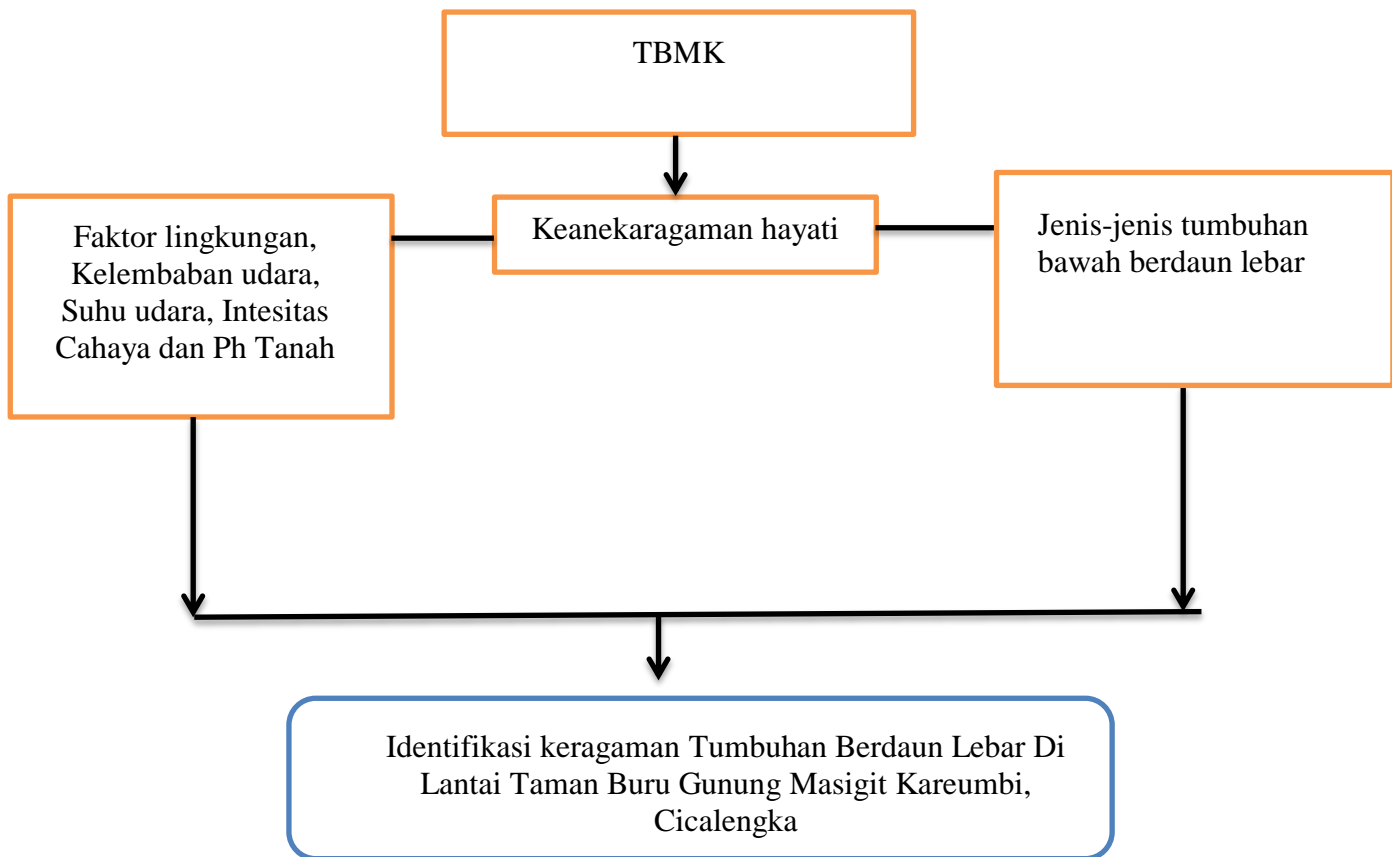 TBMK
Keanekaragaman hayati
Faktor lingkungan,
Kelembaban udara,
Suhu udara, Intesitas
Cahaya dan Ph Tanah
Jenis-jenis tumbuhan
bawah berdaun lebar
Identifikasi keragaman Tumbuhan Berdaun Lebar Di
Lantai Taman Buru Gunung Masigit Kareumbi,
Cicalengka